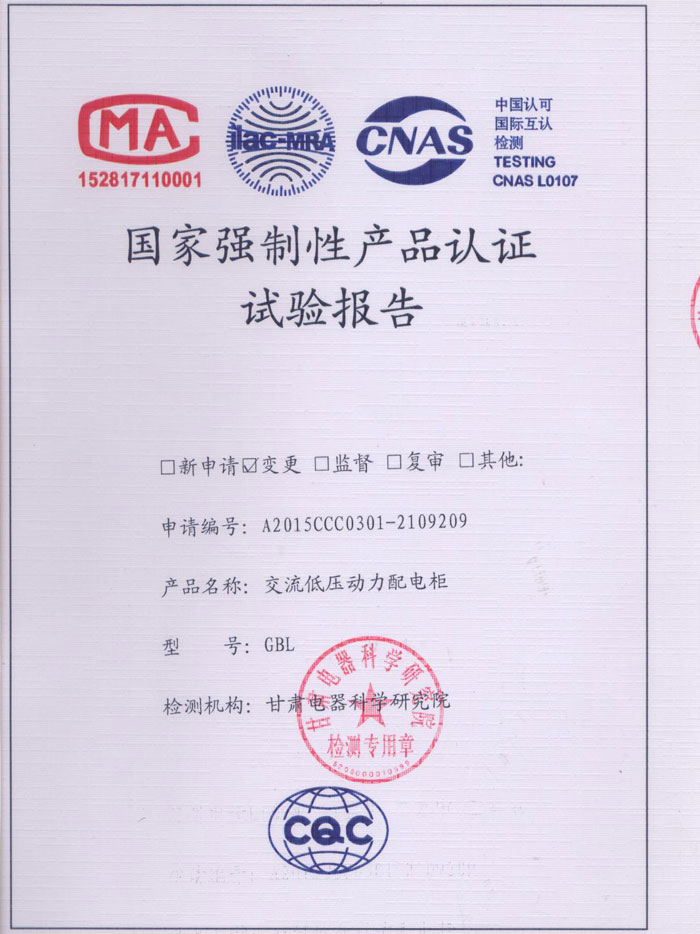 CMA
152817110001
ilac-MRA
CNAS
中国认可
国际互认
检测
TESTING
CNAS L0107
国家强制性产品认证
试验报告
□新申请☑变更 □监督 □复审 □其他:
申请编号: A2015CCC0301-2109209
产品名称: 交流低压动力配电柜
型 号: GBL
检测机构: 甘肃电器科学研究院
甘肃电器科学研究院
检测专用章
CQC